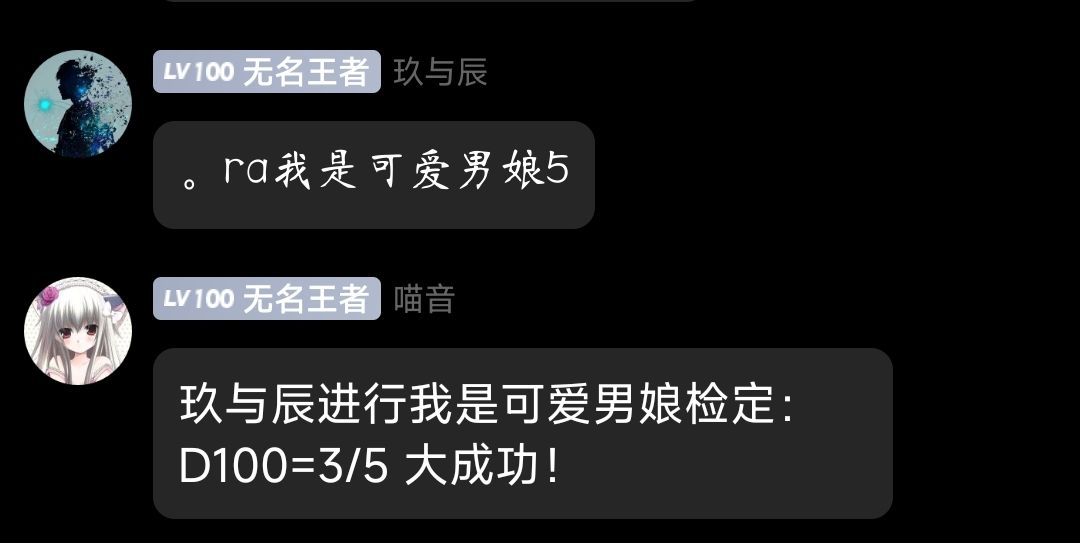 LV100 无名王者 玖与辰
。ra我是可爱男娘5
LV100 无名王者 喵音
玖与辰进行我是可爱男娘检定：
D100=3/5 大成功！